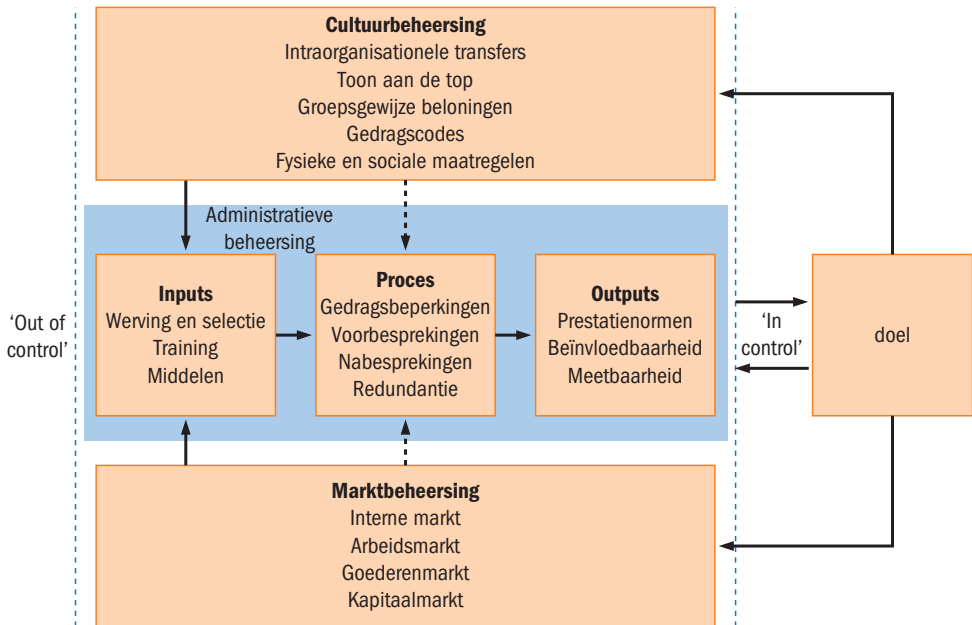 Cultuurbeheersing
Intraorganisationele transfers
Toon aan de top
Groepsgewijze beloningen
Gedragscodes
Fysieke en sociale maatregelen
Administratieve
beheersing
‘Out of
control’
Inputs
Werving en selectie
Training
Middelen
Proces
Gedragsbeperkingen
Voorbesprekingen
Nabesprekingen
Redundantie
Outputs
Prestatienormen
Beïnvloedbaarheid
Meetbaarheid
‘In
control’
doel
Marktbeheersing
Interne markt
Arbeidsmarkt
Goederenmarkt
Kapitaalmarkt